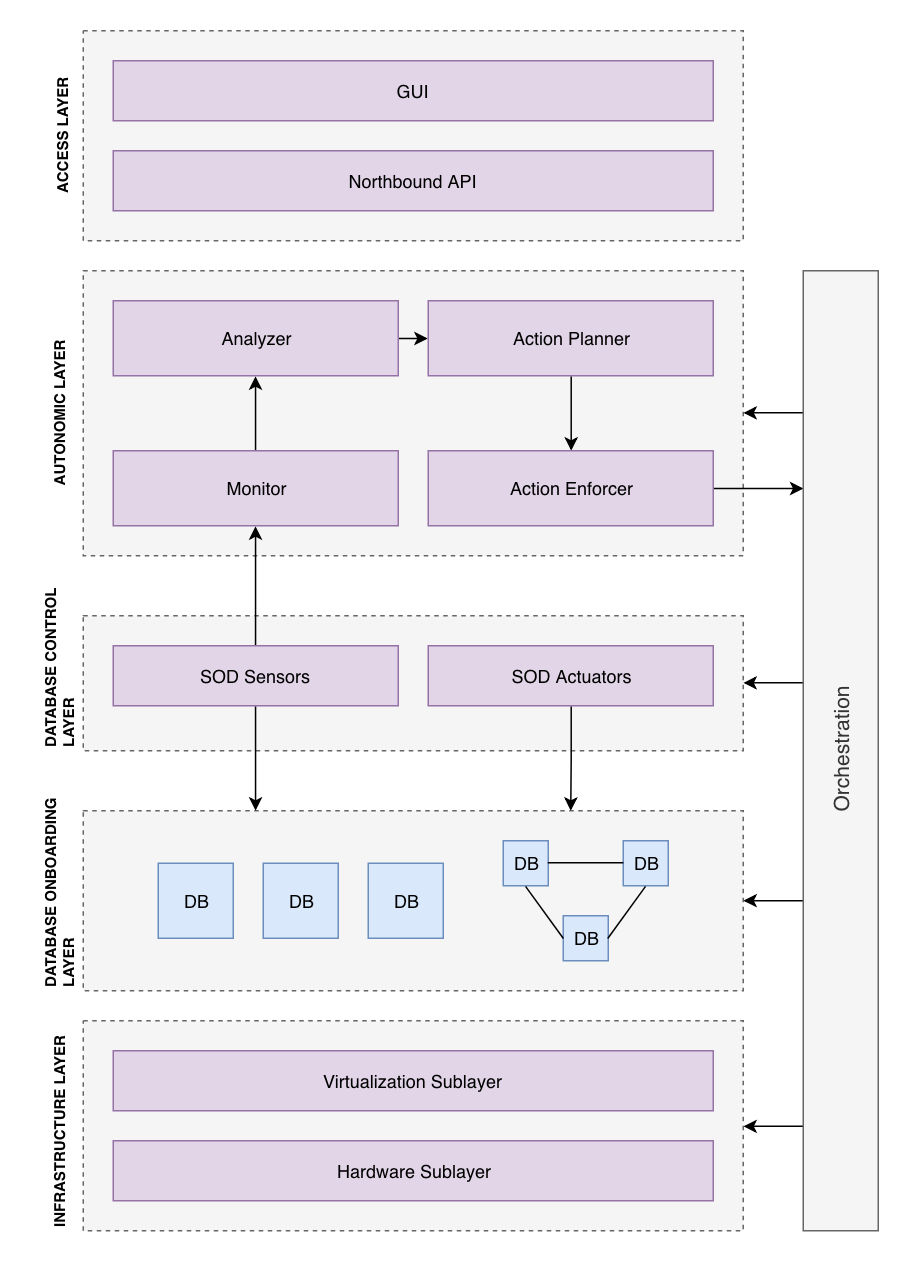 ACCESS LAYER
GUI
Northbound API
AUTONOMIC LAYER
Analyzer
Action Planner
Monitor
Action Enforcer
DATABASE CONTROL
LAYER
SOD Sensors
SOD Actuators
Orchestration
DATABASE ONBOARDING
LAYER
DB
DB
DB
DB
DB
DB
INFRASTRUCTURE LAYER
Virtualization Sublayer
Hardware Sublayer